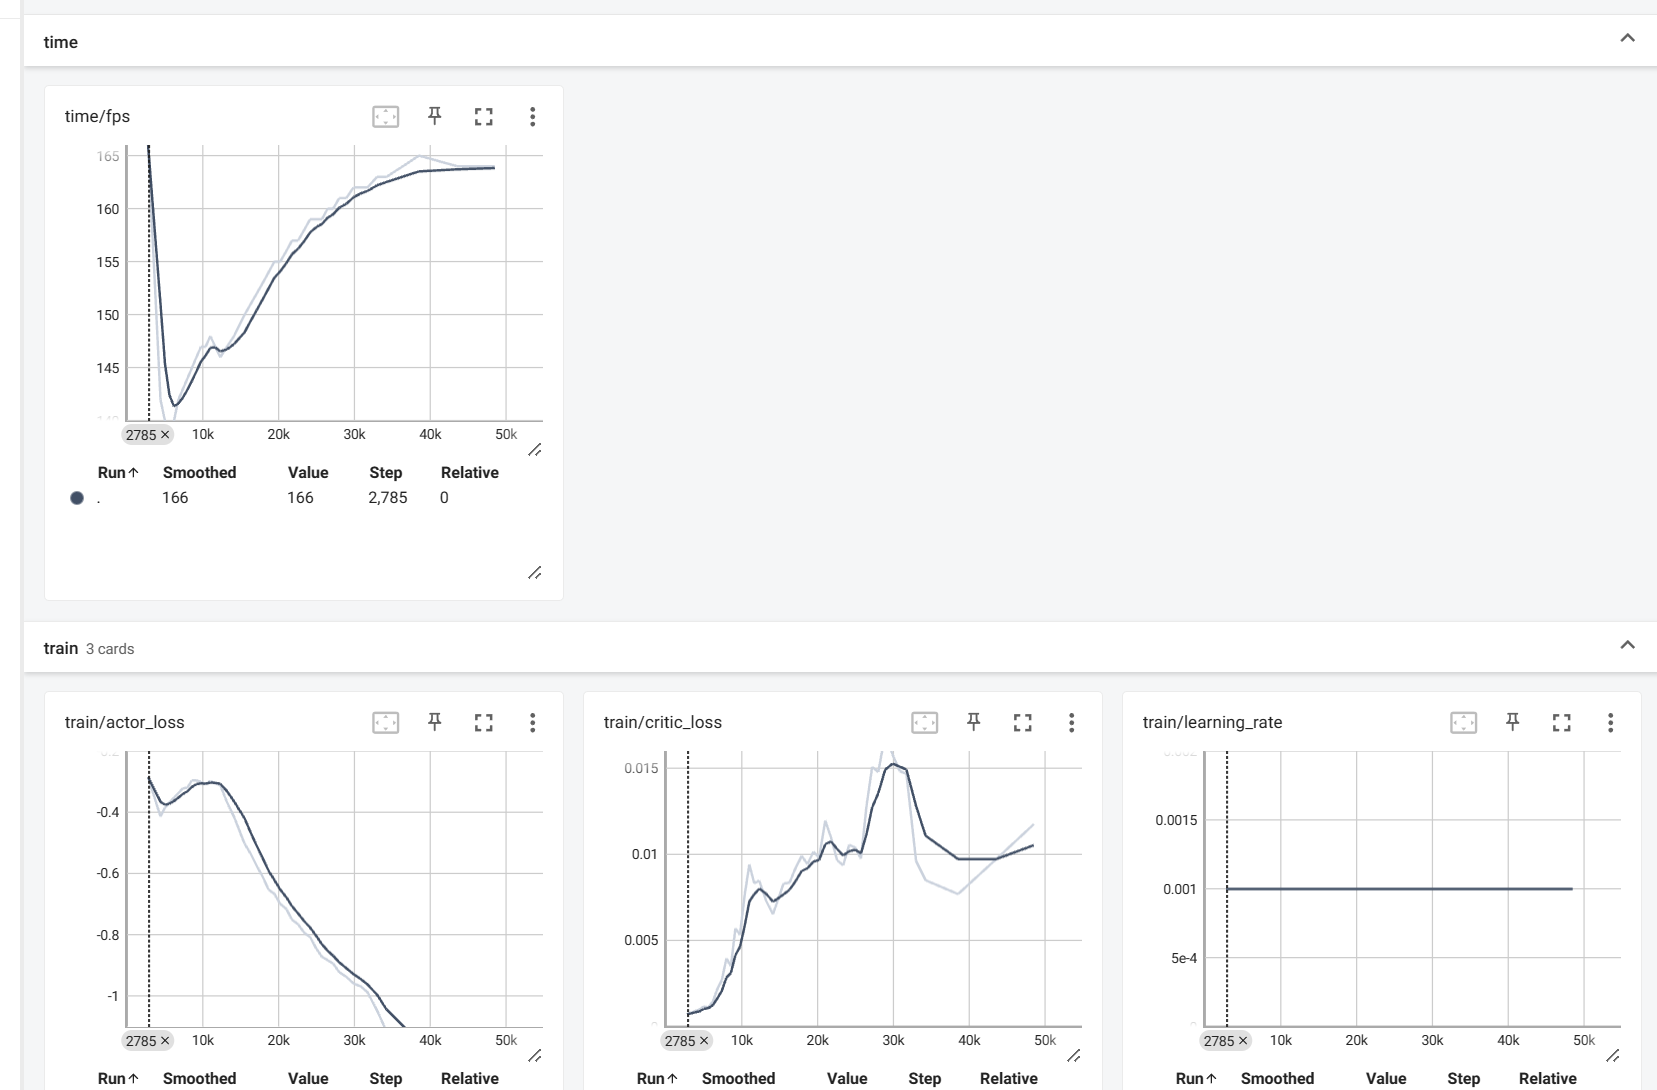 time
time/fps
165
160
155
150
145
2785 × 10k 20k 30k 40k 50k
Run↑ Smoothed Value Step Relative
. 166 166 2,785 0
train 3 cards
train/actor_loss
-0.4
-0.6
-0.8
-1
2785 × 10k 20k 30k 40k 50k
Run↑ Smoothed Value Step Relative
train/critic_loss
0.015
0.01
0.005
2785 × 10k 20k 30k 40k 50k
Run↑ Smoothed Value Step Relative
train/learning_rate
0.0015
0.001
5e-4
2785 × 10k 20k 30k 40k 50k
Run↑ Smoothed Value Step Relative